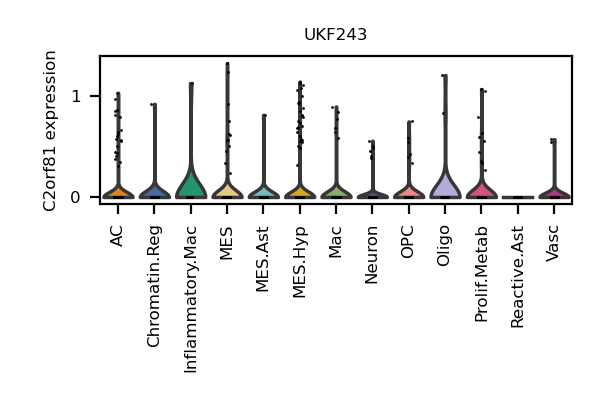 UKF243
C2orf81 expression
1
0
AC
Chromatin.Reg
Inflammatory.Mac
MES
MES.Ast
MES.Hyp
Mac
Neuron
OPC
Oligo
Prolif.Metab
Reactive.Ast
Vasc